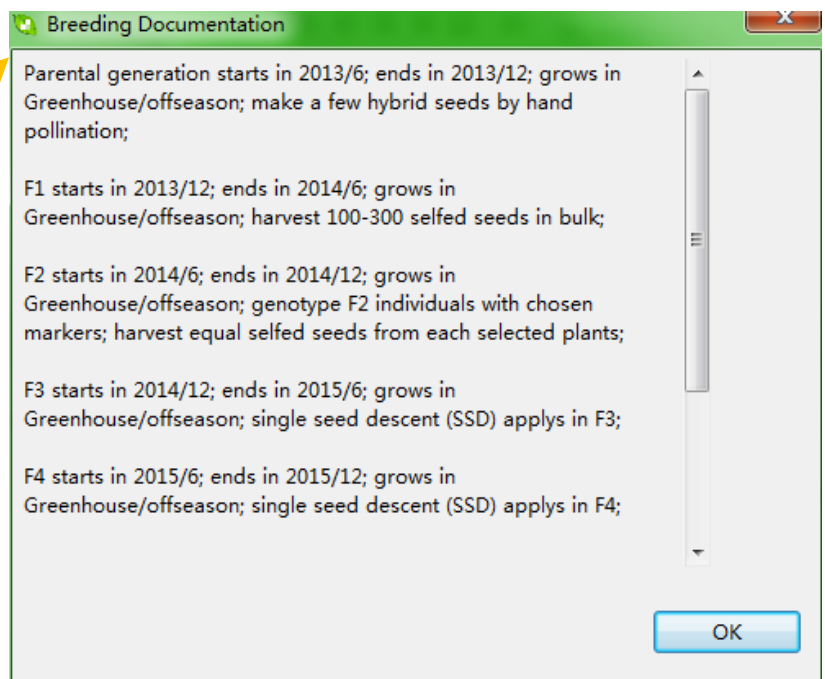 Breeding Documentation
Parental generation starts in 2013/6; ends in 2013/12; grows in
Greenhouse/offseason; make a few hybrid seeds by hand
pollination;
F1 starts in 2013/12; ends in 2014/6; grows in
Greenhouse/offseason; harvest 100-300 selfed seeds in bulk;
F2 starts in 2014/6; ends in 2014/12; grows in
Greenhouse/offseason; genotype F2 individuals with chosen
markers; harvest equal selfed seeds from each selected plants;
F3 starts in 2014/12; ends in 2015/6; grows in
Greenhouse/offseason; single seed descent (SSD) applys in F3;
F4 starts in 2015/6; ends in 2015/12; grows in
Greenhouse/offseason; single seed descent (SSD) applys in F4;
OK